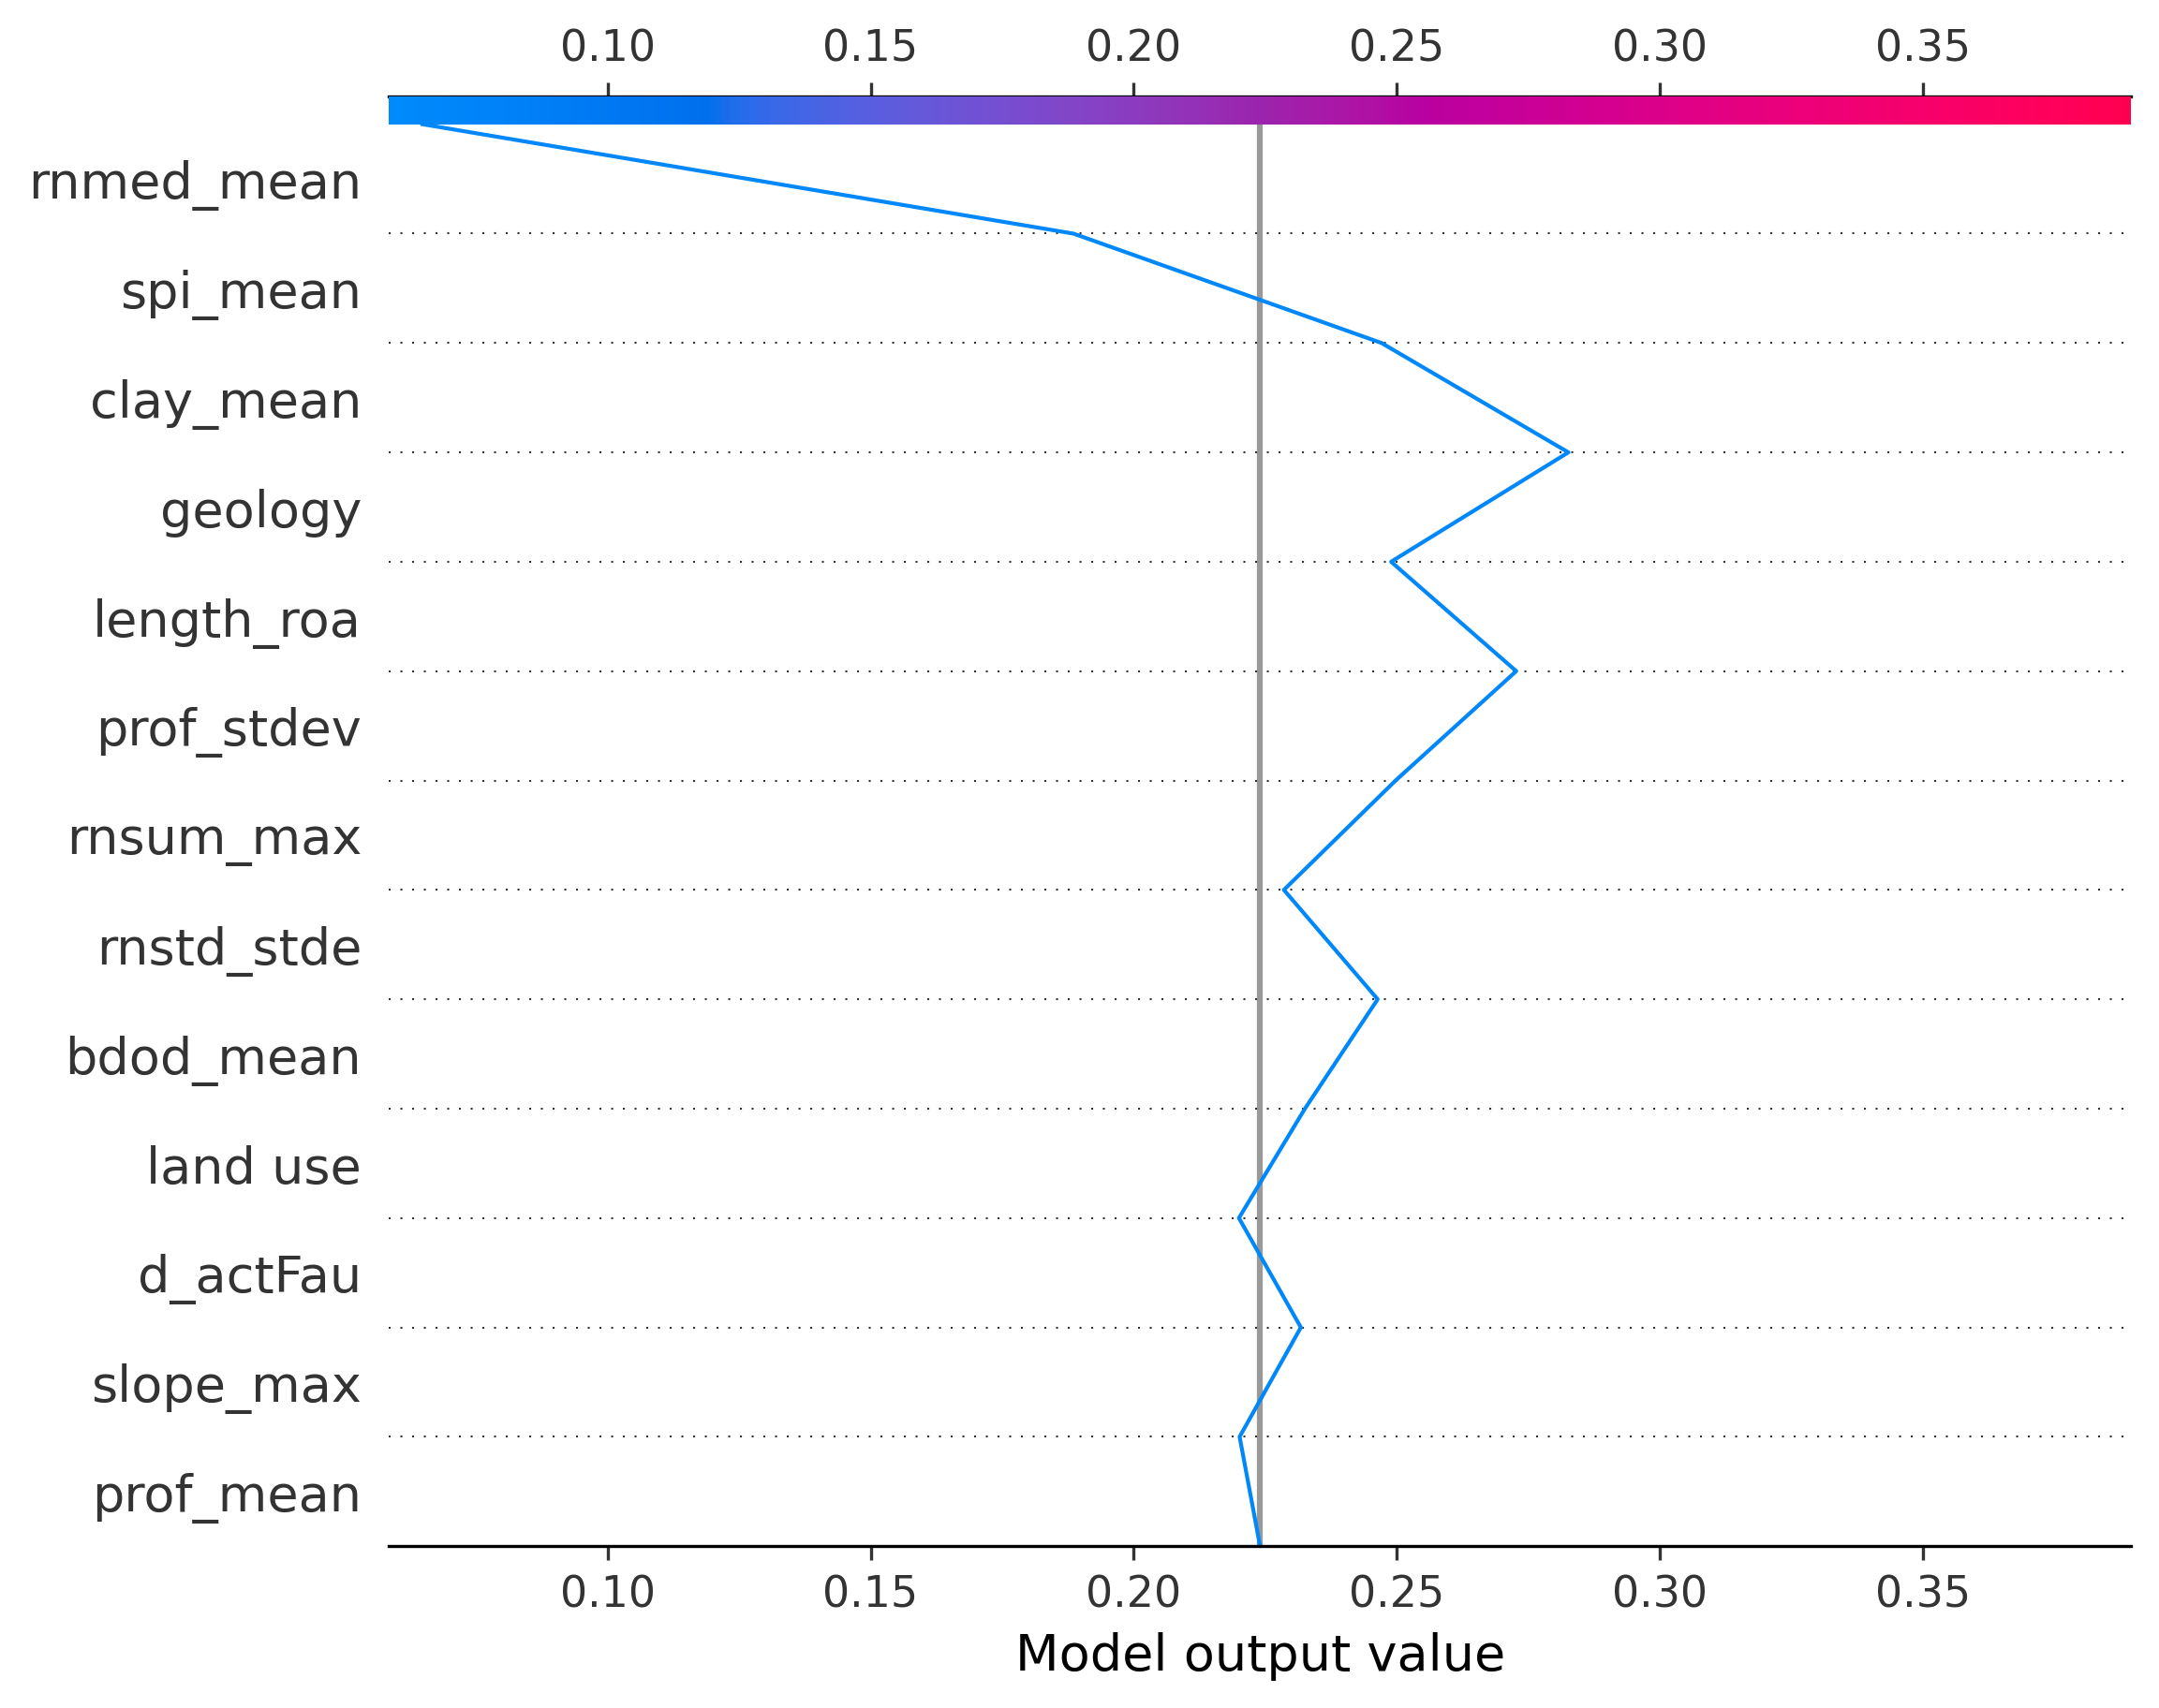 0.10 0.15 0.20 0.25 0.30 0.35
rnmed_mean
spi_mean
clay_mean
geology
length_roa
prof_stdev
rnsum_max
rnstd_stde
bdod_mean
land use
d_actFau
slope_max
prof_mean
0.10 0.15 0.20 0.25 0.30 0.35
Model output value